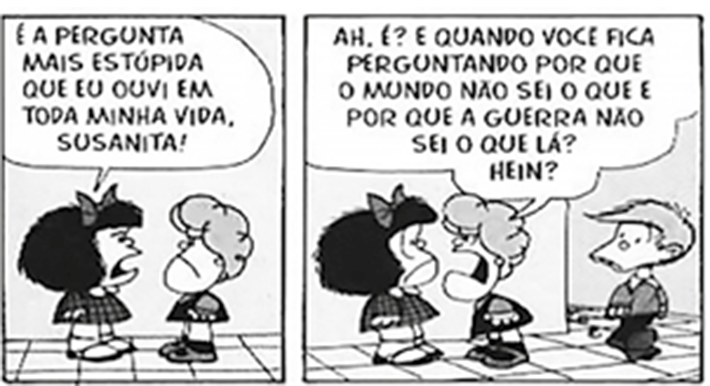 É A PERGUNTA
MAIS ESTÚPIDA
QUE EU OUVI EM
TODA MINHA VIDA,
SUSANITA!
AH, É? E QUANDO VOCÊ FICA
PERGUNTANDO POR QUE
O MUNDO NÃO SEI O QUE E
POR QUE A GUERRA NÃO
SEI O QUE LÁ?
HEIN?